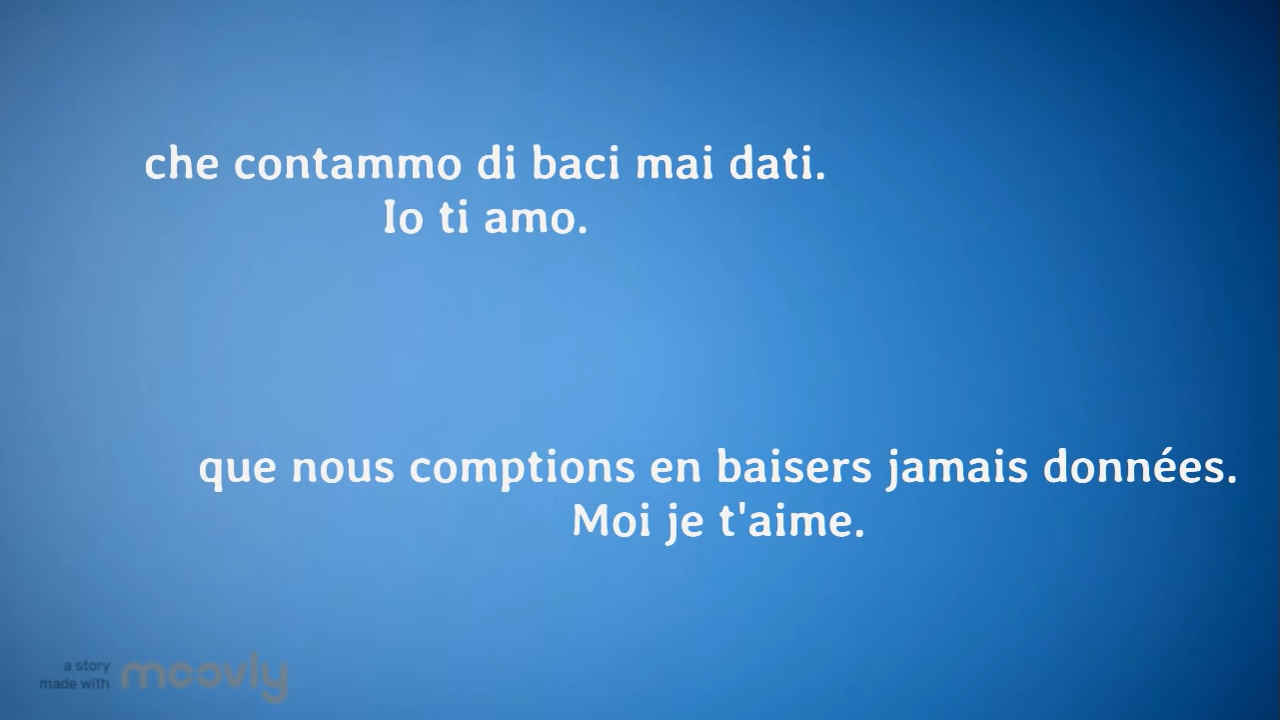 che contammo di baci mai dati.
Io ti amo.
que nous comptions en baisers jamais données.
Moi je t'aime.
a story
made with moovly